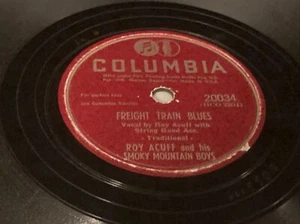 COLUMBIA
20034
FREIGHT TRAIN BLUES
Vocal by Roy Acuff with
String Band Acc.
- Traditional -
ROY ACUFF and his
SMOKY MOUNTAIN BOYS